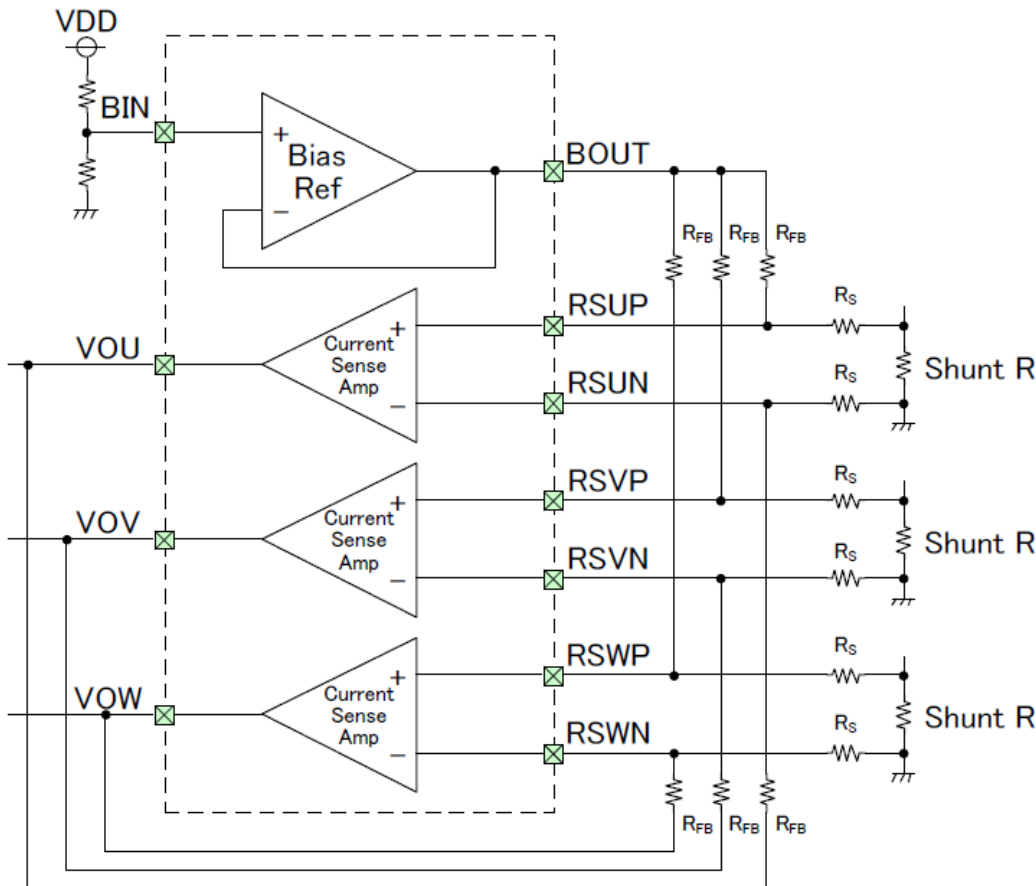 VDD
BIN
+
Bias
Ref
−
BOUT
RFB RFB RFB
RSUP
RS
VOU
+
Current
Sense
Amp
−
RSUN
RS
Shunt R
RSVP
RS
VOV
+
Current
Sense
Amp
−
RSVN
RS
Shunt R
RSWP
RS
VOW
+
Current
Sense
Amp
−
RSWN
RS
Shunt R
RFB RFB RFB